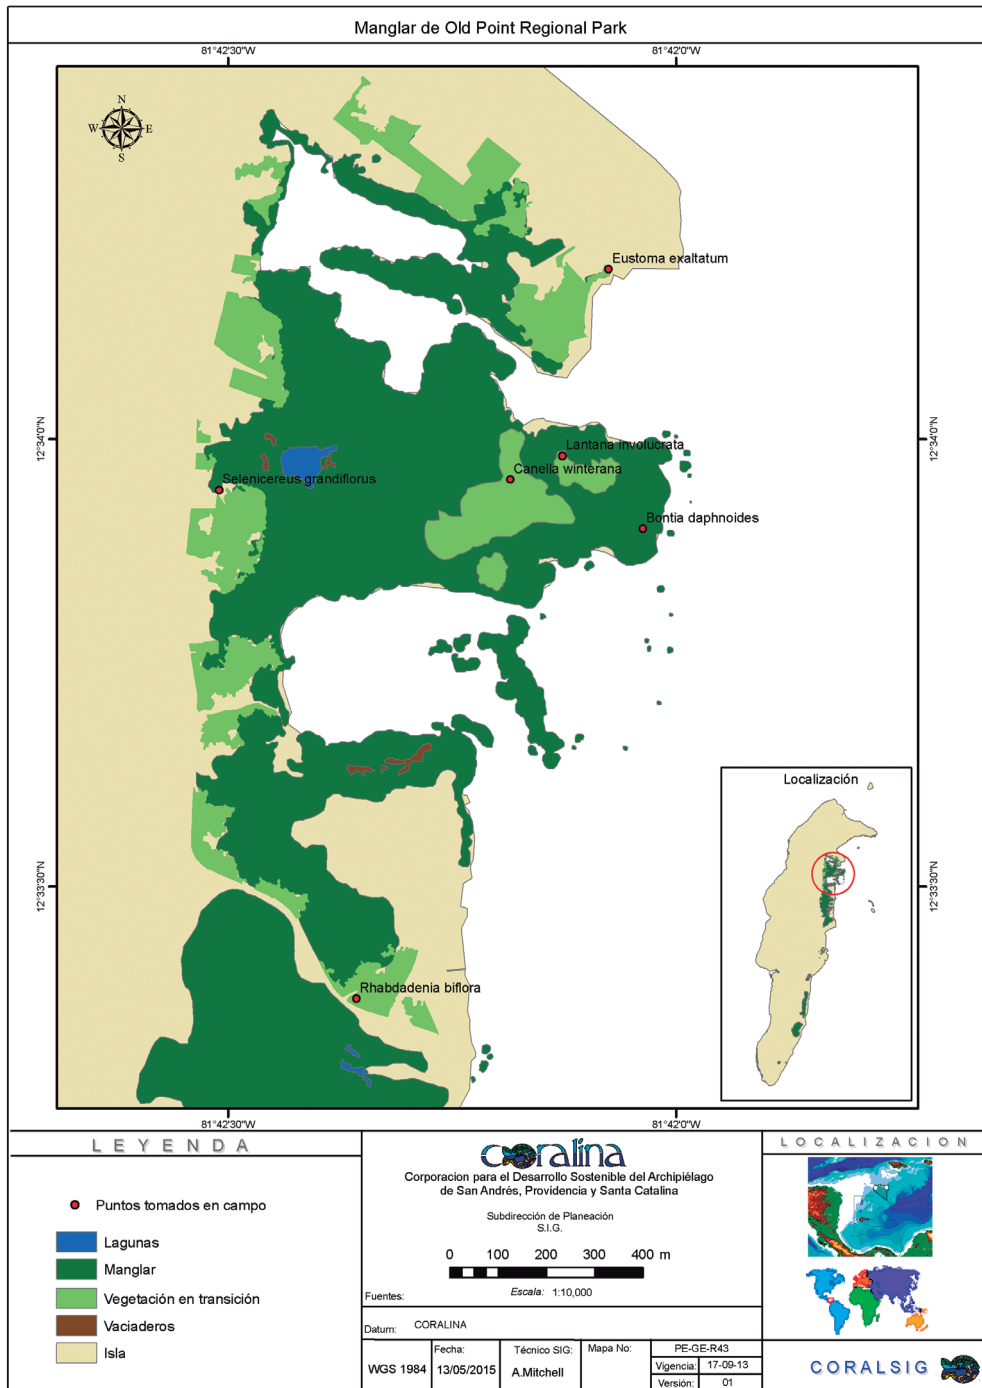 Manglar de Old Point Regional Park
81°42'30"W
81°42'0"W
N
W
E
S
Eustoma exaltatum
12°34'0"N
12°34'0"N
Lantana involucrata
Canella winterana
Selenicereus grandiflorus
Bontia daphnoides
Localización
12°33'30"N
12°33'30"N
Rhabdadenia biflora
81°42'30"W
81°42'0"W
LEYENDA
Puntos tomados en campo
Lagunas
Manglar
Vegetación en transición
Vaciaderos
Isla
coralina
Corporacion para el Desarrollo Sostenible del Archipiélago
de San Andrés, Providencia y Santa Catalina
Subdirección de Planeación
S.I.G.
0 100 200 300 400 m
Escala: 1:10,000
Fuentes:
Datum: CORALINA
WGS 1984
Fecha:
13/05/2015
Técnico SIG:
A.Mitchell
Mapa No:
PE-GE-R43
Vigencia: 17-09-13
Versión: 01
LOCALIZACION
CORALSIG